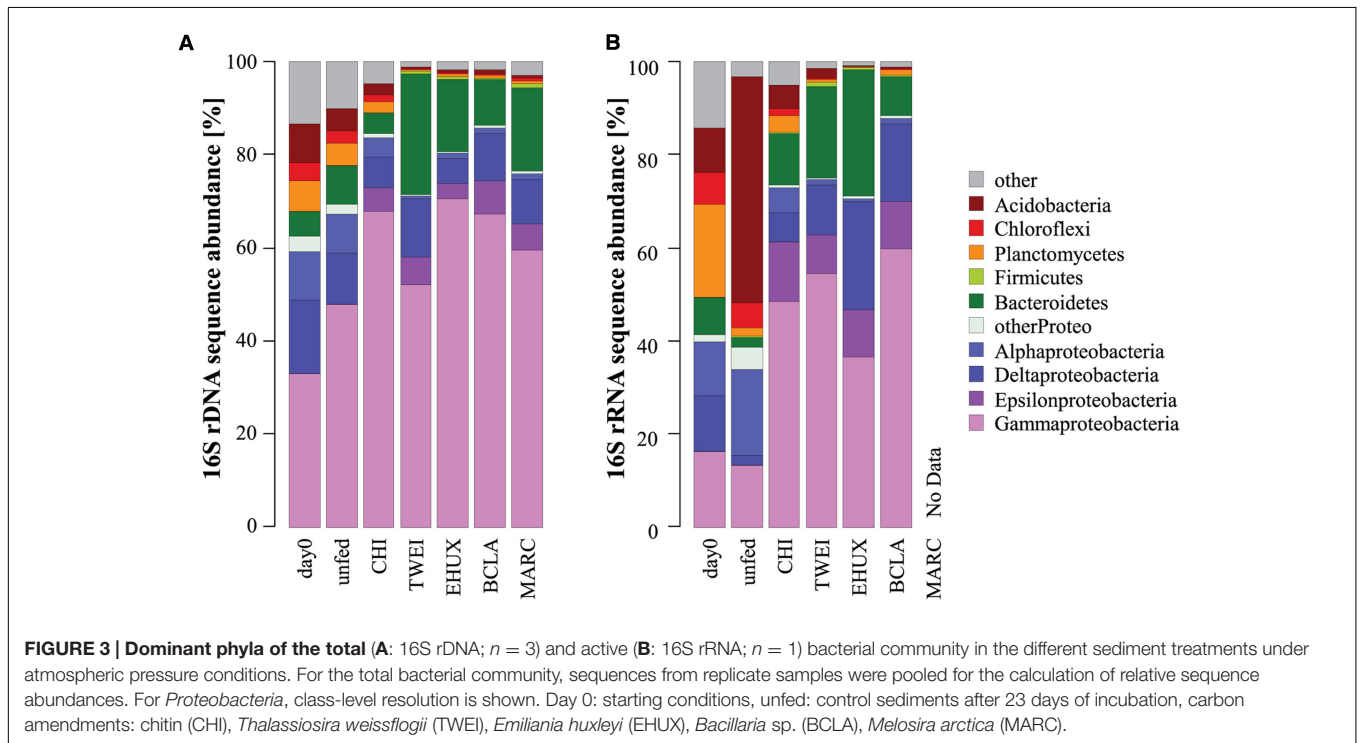 A
16S rDNA sequence abundance [%]
100
80
60
40
20
0
day0
unfed
CHI
TWEI
EHUX
BCLA
MARC
B
16S rRNA sequence abundance [%]
100
80
60
40
20
0
day0
unfed
CHI
TWEI
EHUX
BCLA
MARC
No Data
other
Acidobacteria
Chloroflexi
Planctomycetes
Firmicutes
Bacteroidetes
otherProteo
Alphaproteobacteria
Deltaproteobacteria
Epsilonproteobacteria
Gammaproteobacteria
FIGURE 3 | Dominant phyla of the total (A: 16S rDNA; n = 3) and active (B: 16S rRNA; n = 1) bacterial community in the different sediment treatments under
atmospheric pressure conditions. For the total bacterial community, sequences from replicate samples were pooled for the calculation of relative sequence
abundances. For Proteobacteria, class-level resolution is shown. Day 0: starting conditions, unfed: control sediments after 23 days of incubation, carbon
amendments: chitin (CHI), Thalassiosira weissflogii (TWEI), Emiliania huxleyi (EHUX), Bacillaria sp. (BCLA), Melosira arctica (MARC).